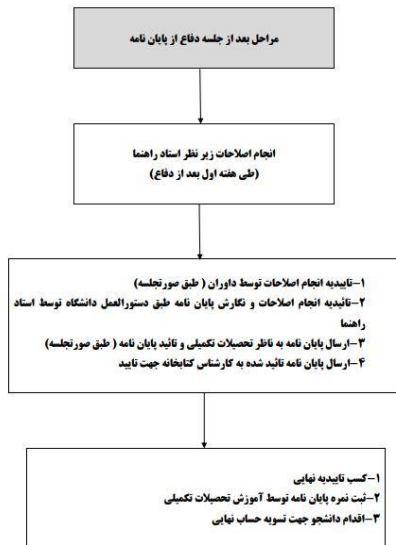 مراحل بعد از جلسه دفاع از پایان نامه
انجام اصلاحات زیر نظر استاد راهنما
(طی هفته اول بعد از دفاع)
۱-تاییدیه انجام اصلاحات توسط داوران ( طبق صورتجلسه)
۲-تائیدیه انجام اصلاحات و نگارش پایان نامه طبق دستورالعمل دانشگاه توسط استاد
راهنما
۳-ارسال پایان نامه به ناظر تحصیلات تکمیلی و تائید پایان نامه ( طبق صورتجلسه)
۴-ارسال پایان نامه تائید شده به کارشناس کتابخانه جهت تایید
۱-کسب تاییدیه نهایی
۲-ثبت نمره پایان نامه توسط آموزش تحصیلات تکمیلی
۳-اقدام دانشجو جهت تسویه حساب نهایی